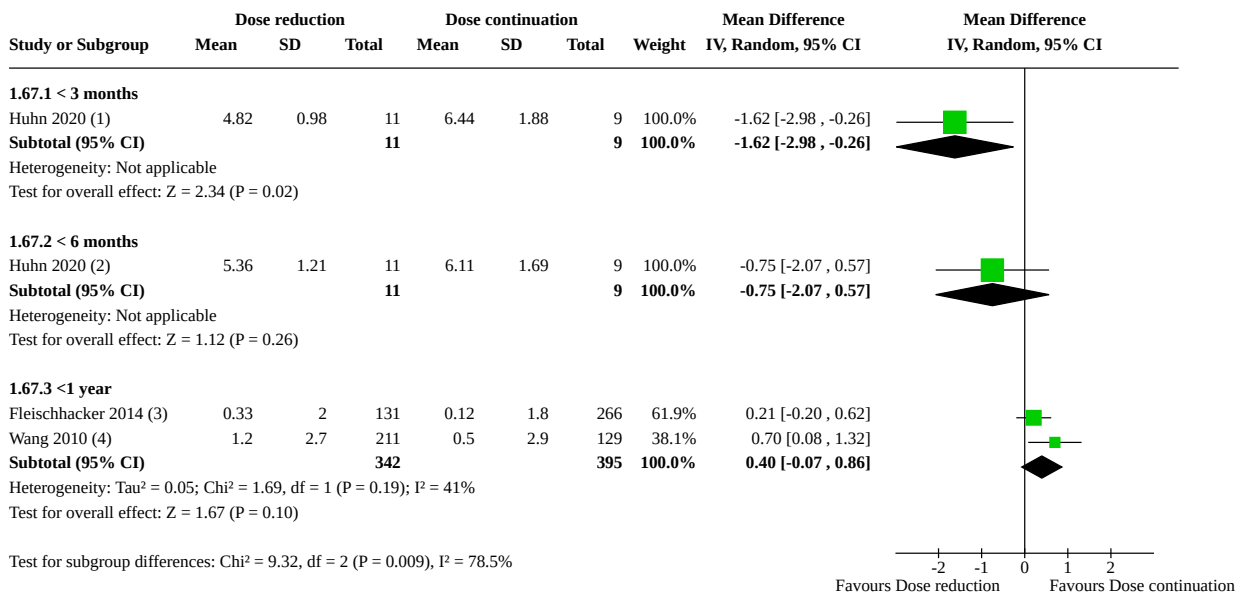 Dose reduction Dose continuation Mean Difference Mean Difference
Study or Subgroup Mean SD Total Mean SD Total Weight IV, Random, 95% CI IV, Random, 95% CI
1.67.1 < 3 months
Huhn 2020 (1) 4.82 0.98 11 6.44 1.88 9 100.0% -1.62 [-2.98 , -0.26]
Subtotal (95% CI) 11 9 100.0% -1.62 [-2.98 , -0.26]
Heterogeneity: Not applicable
Test for overall effect: Z = 2.34 (P = 0.02)
1.67.2 < 6 months
Huhn 2020 (2) 5.36 1.21 11 6.11 1.69 9 100.0% -0.75 [-2.07 , 0.57]
Subtotal (95% CI) 11 9 100.0% -0.75 [-2.07 , 0.57]
Heterogeneity: Not applicable
Test for overall effect: Z = 1.12 (P = 0.26)
1.67.3 <1 year
Fleischhacker 2014 (3) 0.33 2 131 0.12 1.8 266 61.9% 0.21 [-0.20 , 0.62]
Wang 2010 (4) 1.2 2.7 211 0.5 2.9 129 38.1% 0.70 [0.08 , 1.32]
Subtotal (95% CI) 342 395 100.0% 0.40 [-0.07 , 0.86]
Heterogeneity: Tau² = 0.05; Chi² = 1.69, df = 1 (P = 0.19); I² = 41%
Test for overall effect: Z = 1.67 (P = 0.10)
Test for subgroup differences: Chi² = 9.32, df = 2 (P = 0.009), I² = 78.5%
-2 -1 0 1 2
Favours Dose reduction Favours Dose continuation